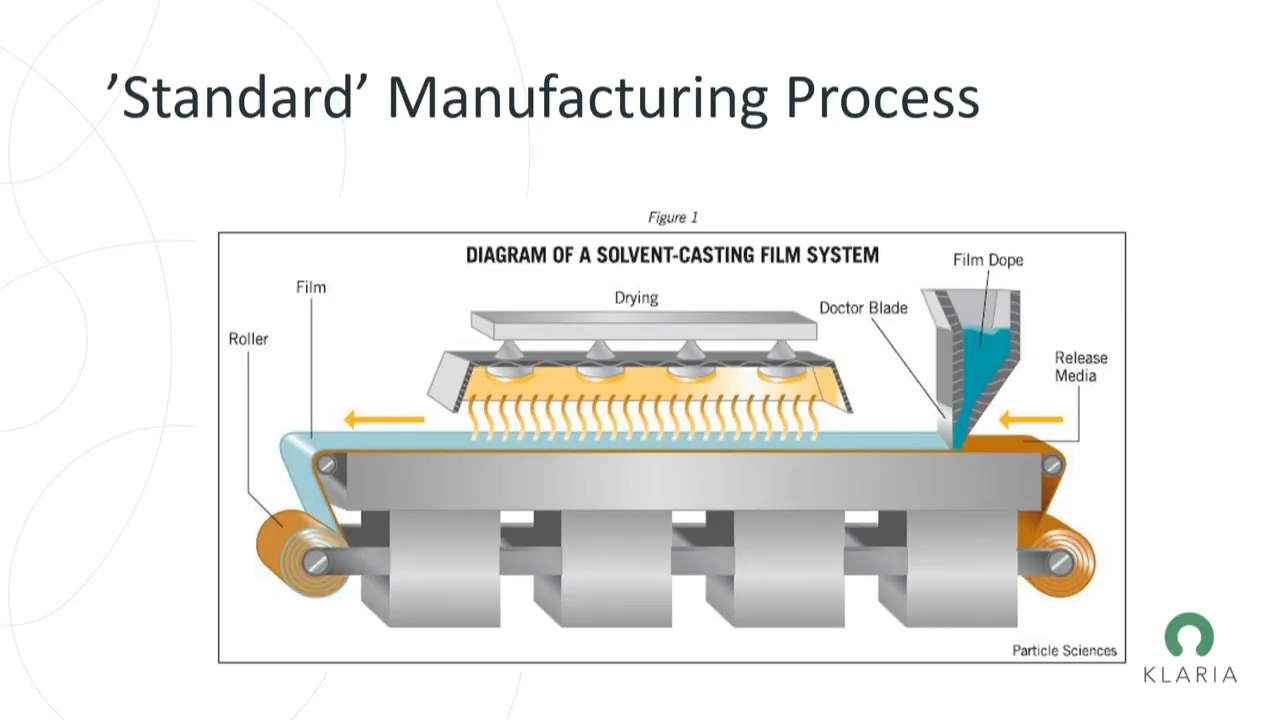 ’Standard’ Manufacturing Process
Figure 1
DIAGRAM OF A SOLVENT-CASTING FILM SYSTEM
Film Dope
Film
Drying
Doctor Blade
Roller
Release
Media
Particle Sciences
KLARIA